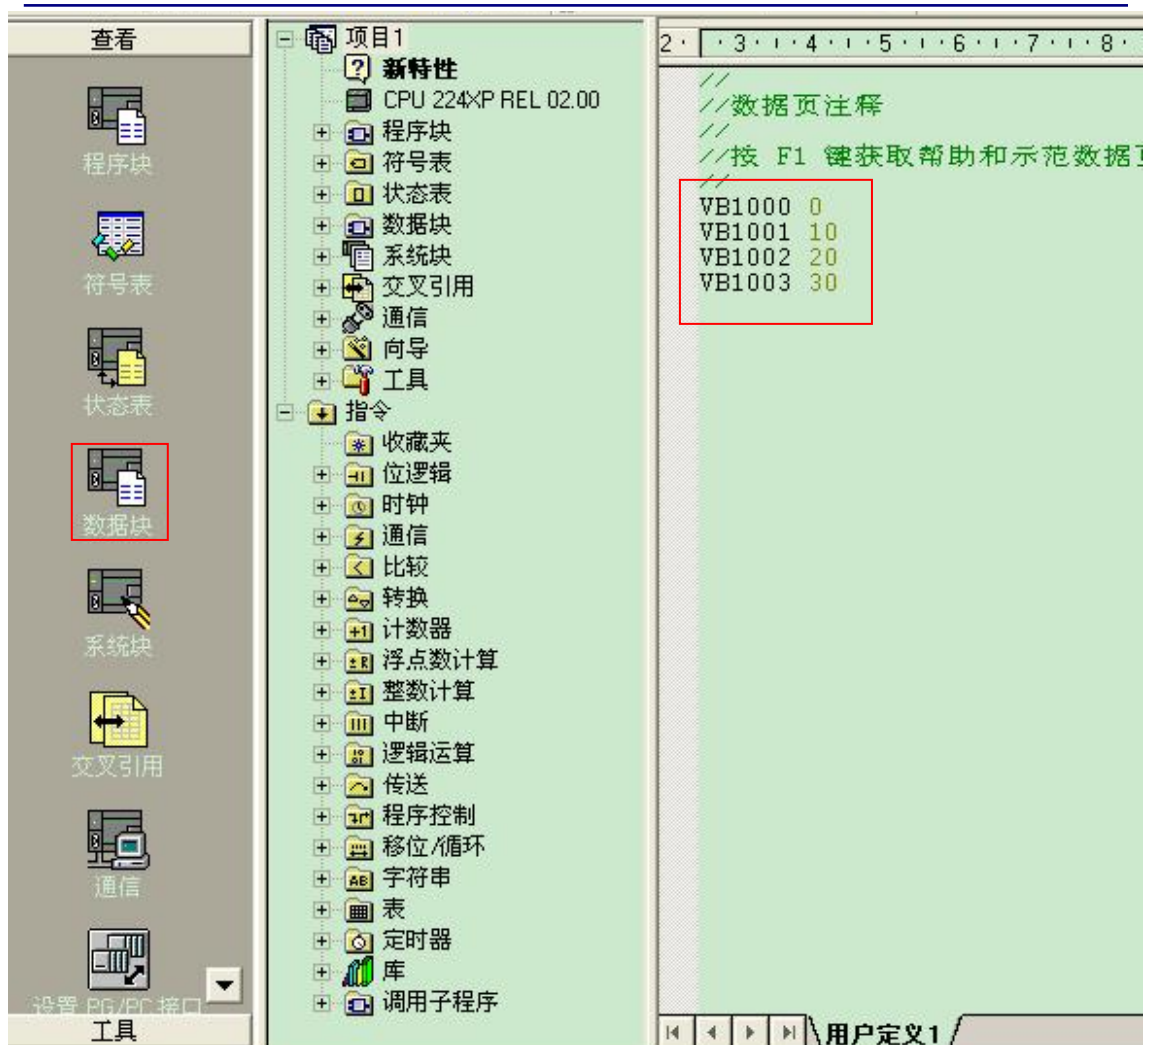 查看
程序块
符号表
状态表
数据块
系统块
交叉引用
通信
设置 PG/PC 接口
工具
项目1
新特性
CPU 224XP REL 02.00
程序块
符号表
状态表
数据块
系统块
交叉引用
通信
向导
工具
指令
收藏夹
位逻辑
时钟
通信
比较
转换
计数器
浮点数计算
整数计算
中断
逻辑运算
传送
程序控制
移位/循环
字符串
表
定时器
库
调用子程序
2 · · 3 · ı · 4 · ı · 5 · ı · 6 · ı · 7 · ı · 8 ·
//
//数据页注释
//
//按 F1 键获取帮助和示范数据
//
VB1000 0
VB1001 10
VB1002 20
VB1003 30
用户定义1